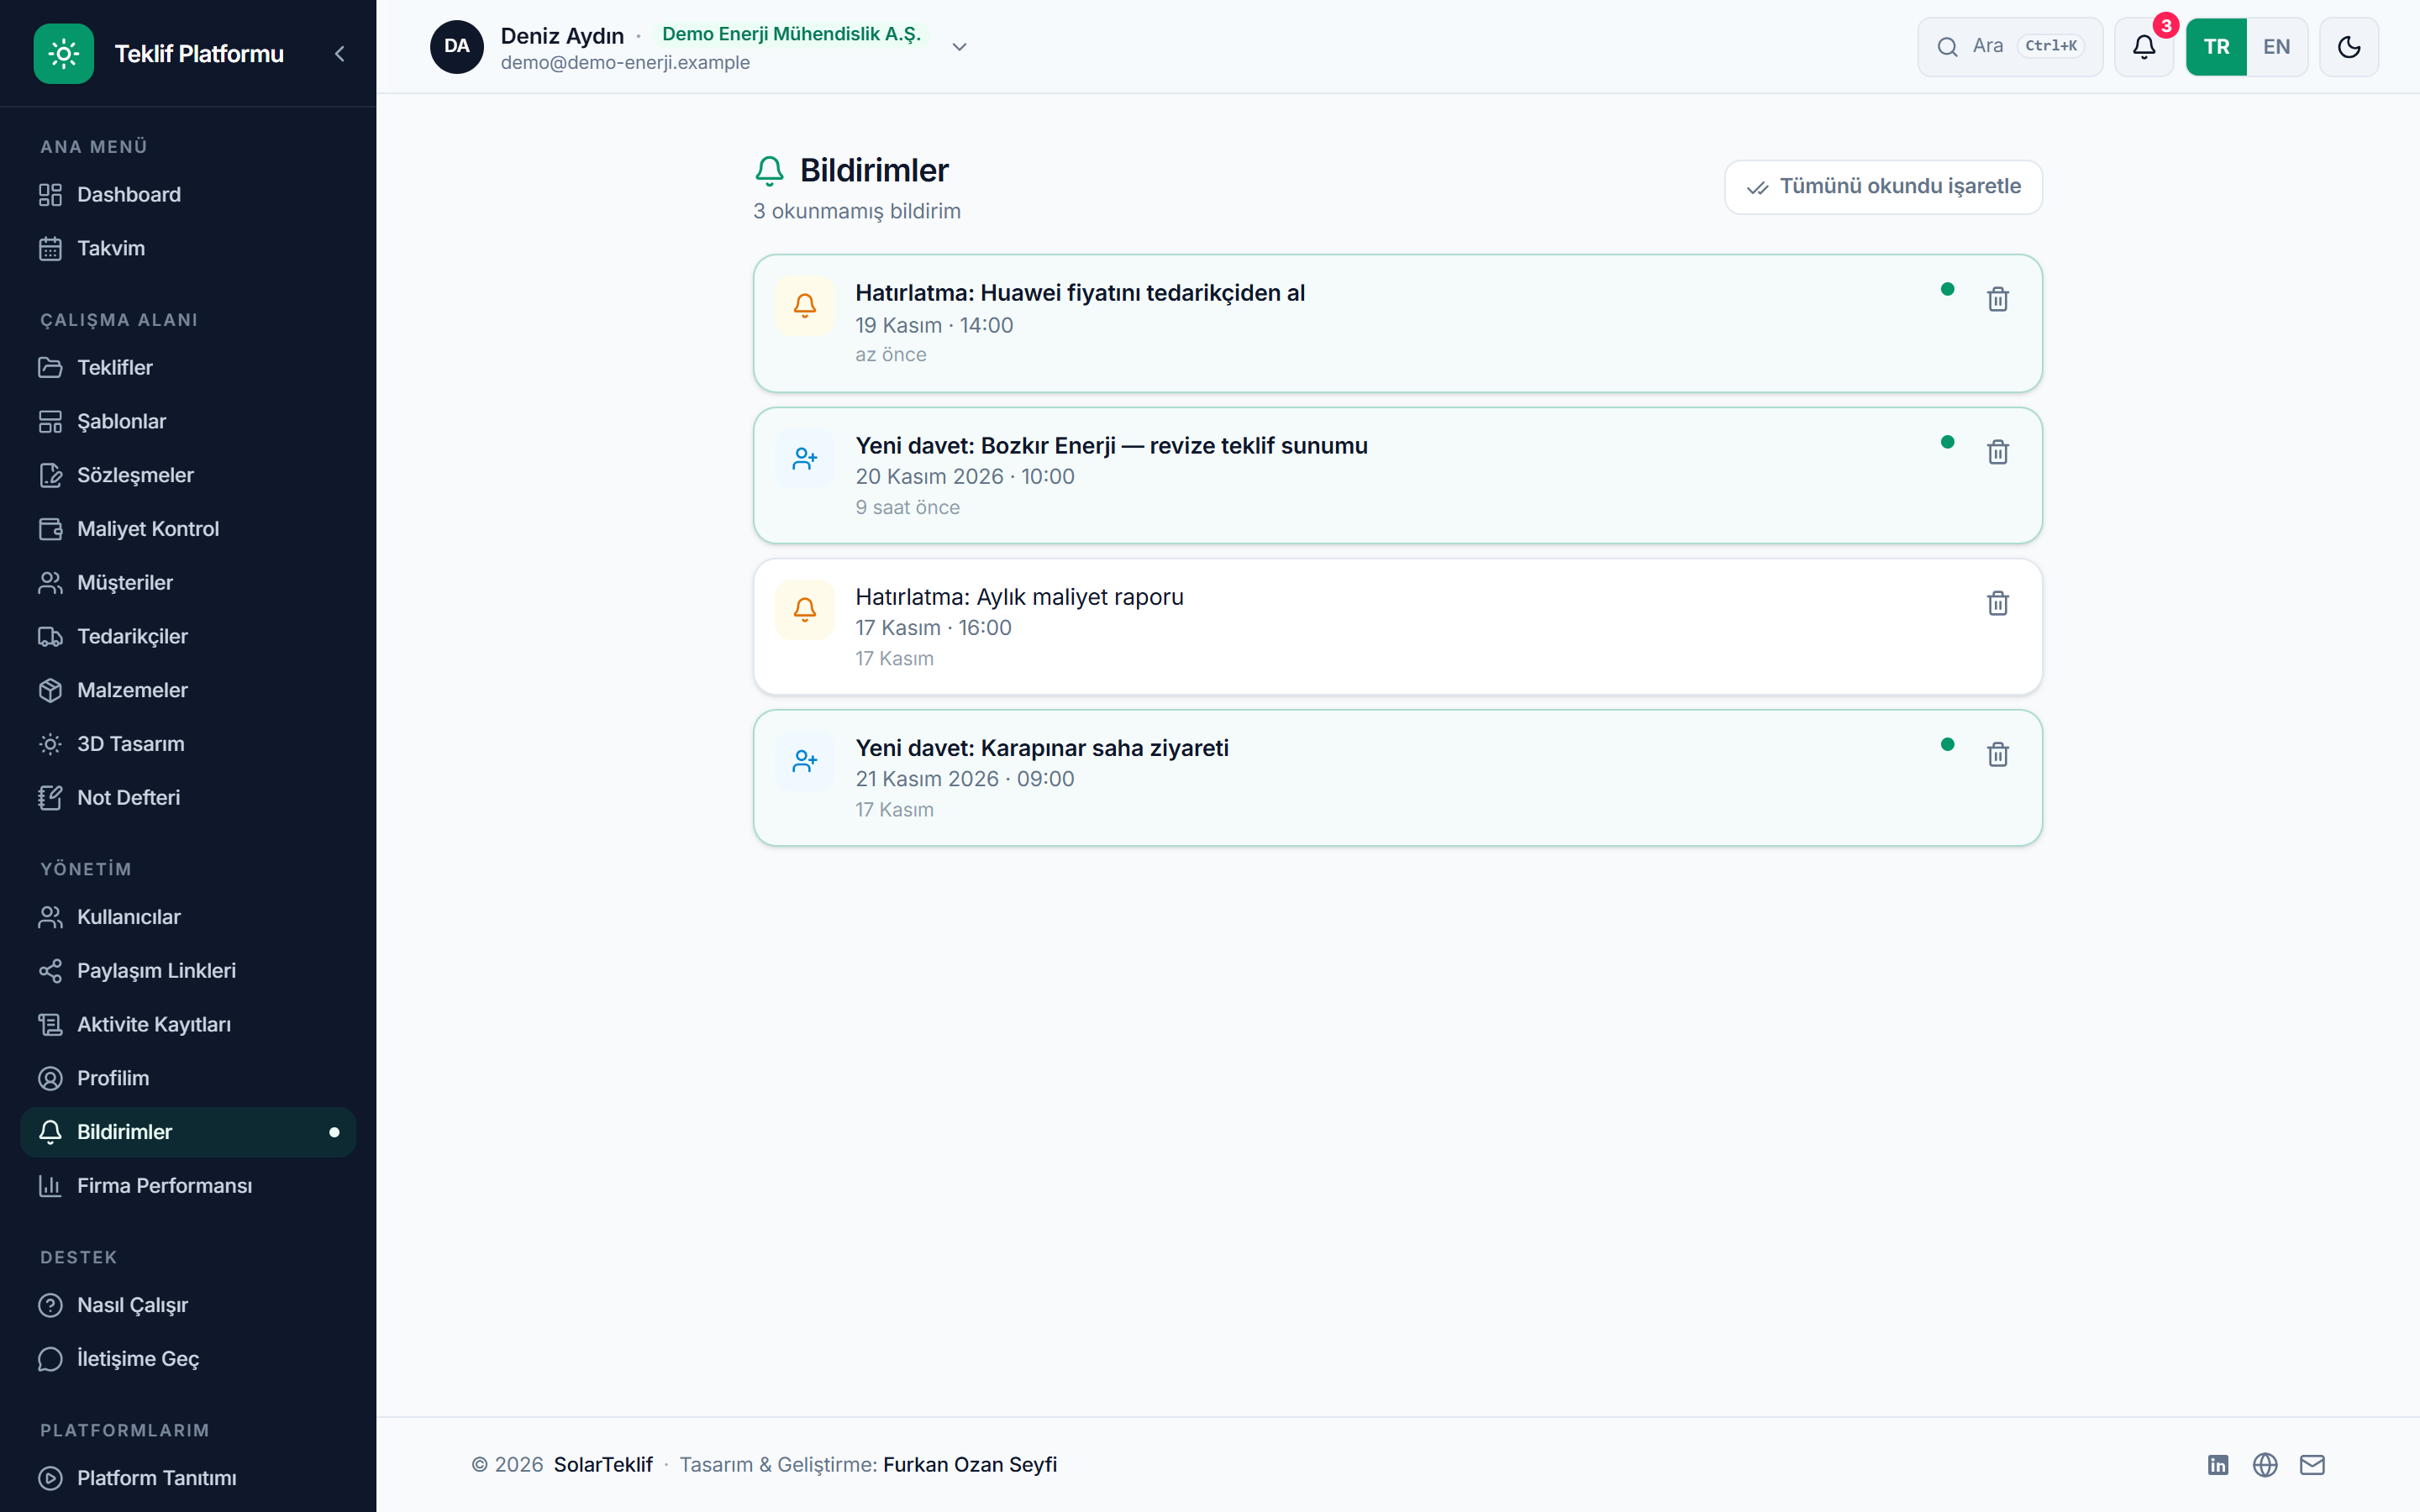 Teklif Platformu
ANA MENÜ
Dashboard
Takvim
ÇALIŞMA ALANI
Teklifler
Şablonlar
Sözleşmeler
Maliyet Kontrol
Müşteriler
Tedarikçiler
Malzemeler
3D Tasarım
Not Defteri
YÖNETİM
Kullanıcılar
Paylaşım Linkleri
Aktivite Kayıtları
Profilim
Bildirimler
Firma Performansı
DESTEK
Nasıl Çalışır
İletişime Geç
PLATFORMLARIM
Platform Tanıtımı
DA
Deniz Aydın · Demo Enerji Mühendislik A.Ş.
demo@demo-enerji.example
Ara Ctrl+K
3
TR EN
Bildirimler
3 okunmamış bildirim
Tümünü okundu işaretle
Hatırlatma: Huawei fiyatını tedarikçiden al
19 Kasım · 14:00
az önce
Yeni davet: Bozkır Enerji — revize teklif sunumu
20 Kasım 2026 · 10:00
9 saat önce
Hatırlatma: Aylık maliyet raporu
17 Kasım · 16:00
17 Kasım
Yeni davet: Karapınar saha ziyareti
21 Kasım 2026 · 09:00
17 Kasım
© 2026 SolarTeklif · Tasarım & Geliştirme: Furkan Ozan Seyfi
in